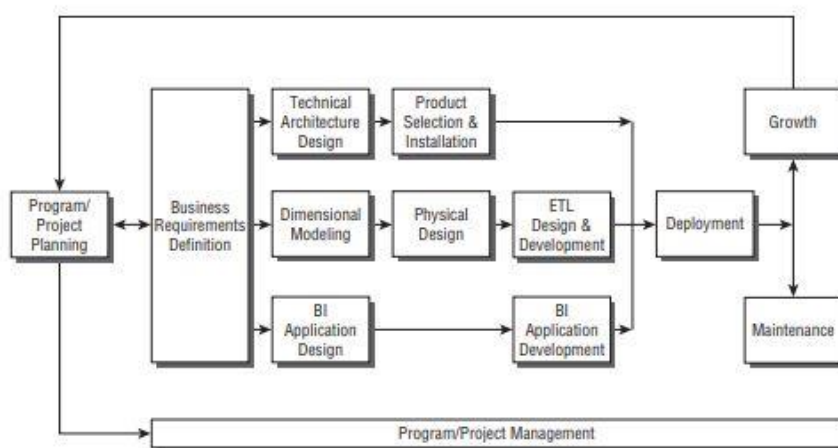 Technical
Architecture
Design
Product
Selection &
Installation
Growth
Program/
Project
Planning
Business
Requirements
Definition
Dimensional
Modeling
Physical
Design
ETL
Design &
Development
Deployment
BI
Application
Design
BI
Application
Development
Maintenance
Program/Project Management